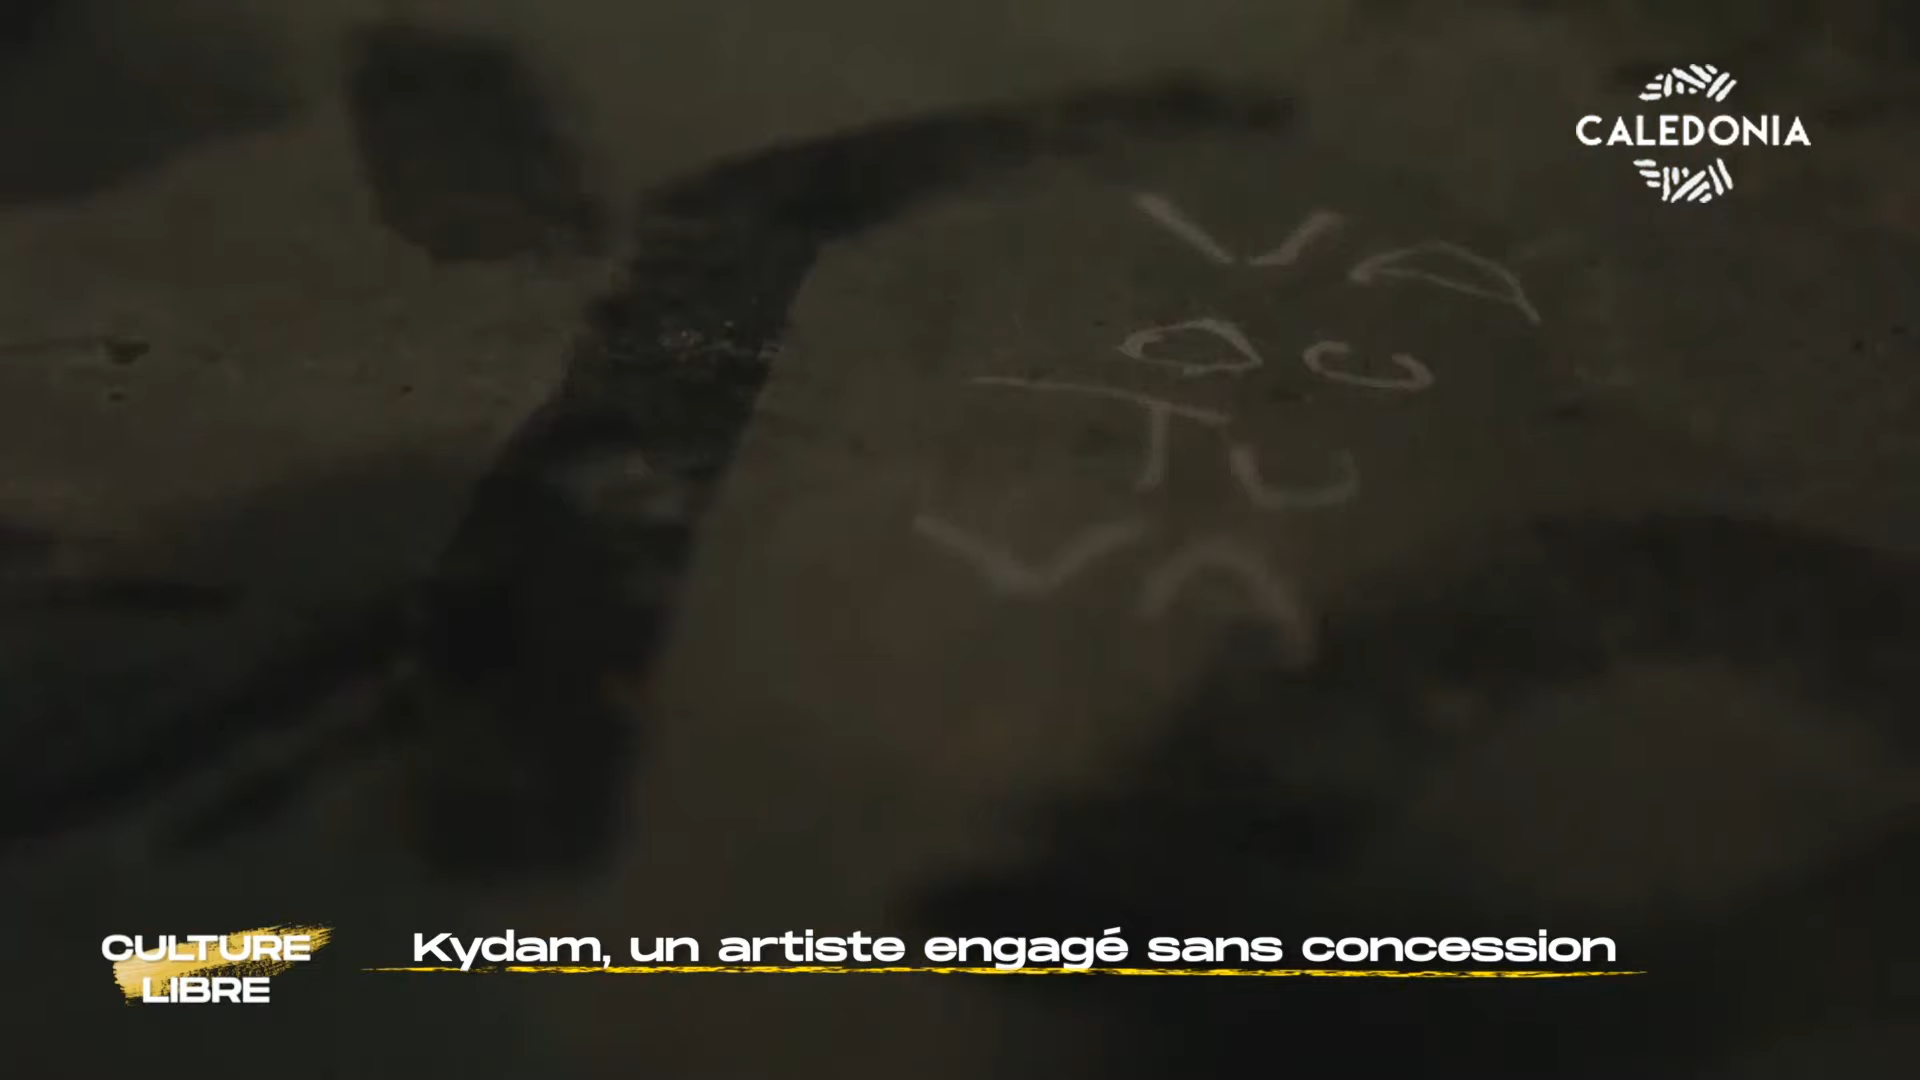 CALEDONIA
CULTURE
LIBRE
Kydam, un artiste engagé sans concession